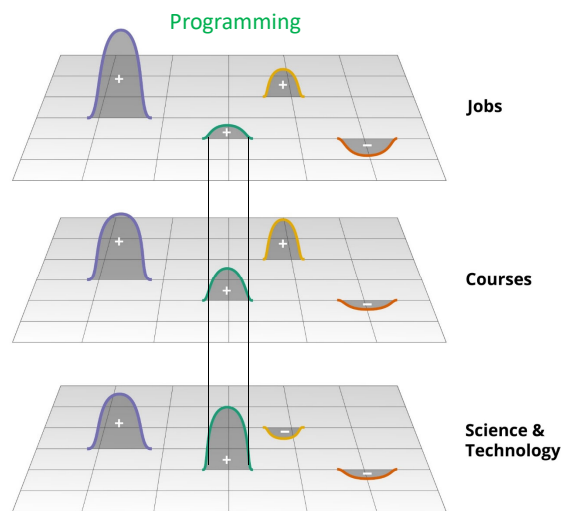 Programming
+
+
+
−
Jobs
+
+
+
−
Courses
+
+
−
−
Science &
Technology